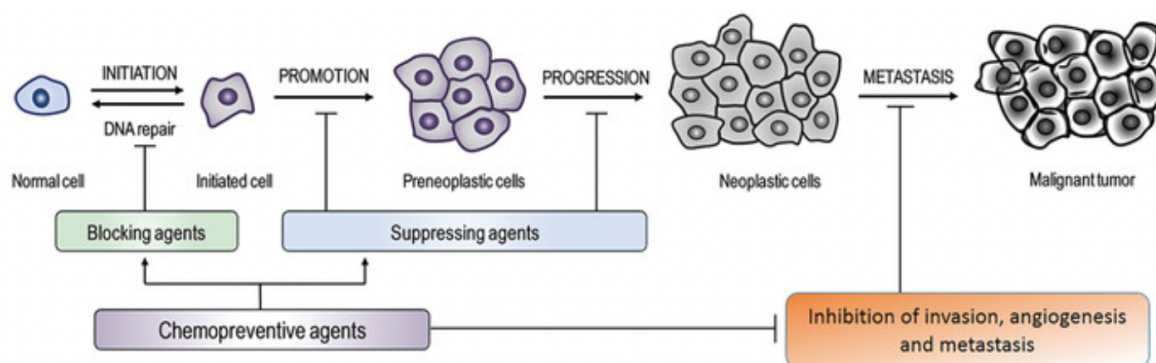 INITIATION
PROMOTION
PROGRESSION
METASTASIS
DNA repair
Normal cell
Initiated cell
Preneoplastic cells
Neoplastic cells
Malignant tumor
Blocking agents
Suppressing agents
Chemopreventive agents
Inhibition of invasion, angiogenesis
and metastasis